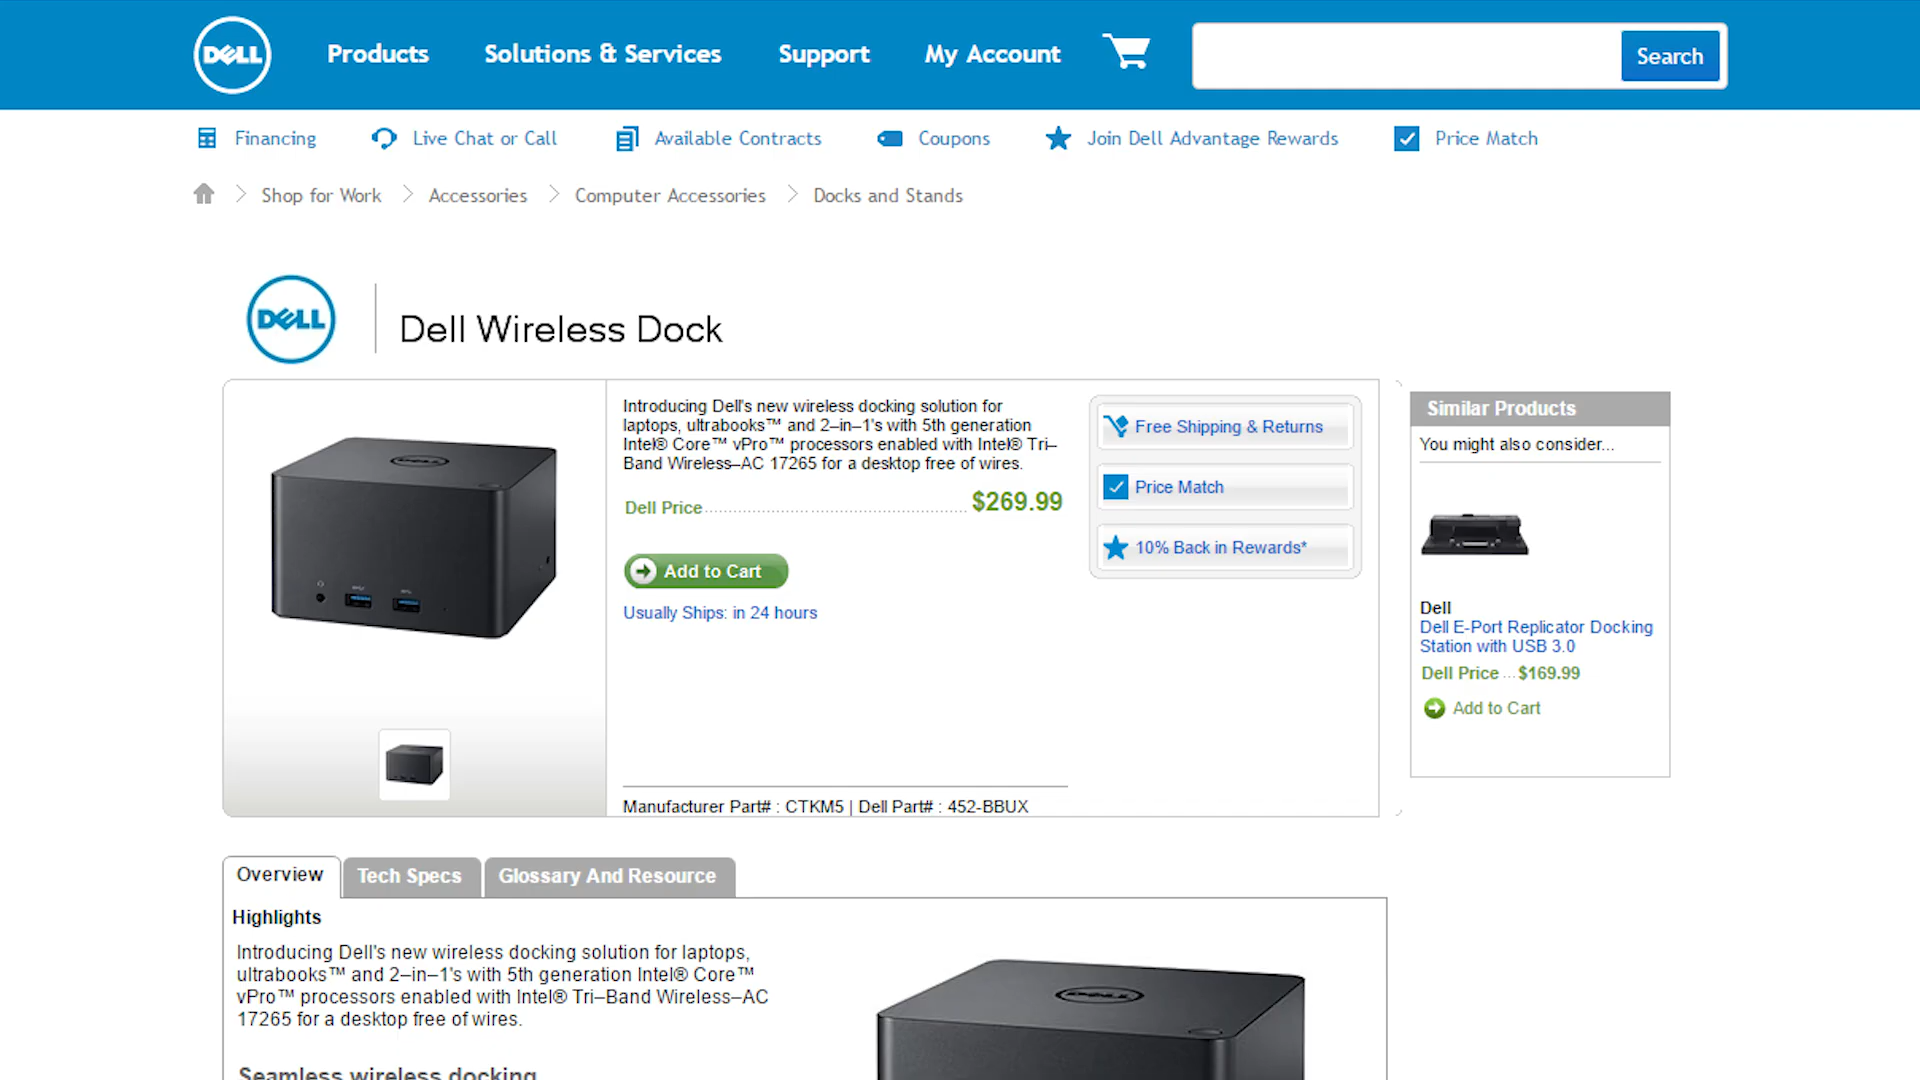 DELL
Products
Solutions & Services
Support
My Account
Search
Financing
Live Chat or Call
Available Contracts
Coupons
Join Dell Advantage Rewards
Price Match
Shop for Work
Accessories
Computer Accessories
Docks and Stands
DELL
Dell Wireless Dock
DELL
Introducing Dell's new wireless docking solution for
laptops, ultrabooks™ and 2–in–1's with 5th generation
Intel® Core™ vPro™ processors enabled with Intel® Tri–
Band Wireless–AC 17265 for a desktop free of wires.
Dell Price $269.99
Add to Cart
Usually Ships: in 24 hours
Manufacturer Part# : CTKM5 | Dell Part# : 452-BBUX
Free Shipping & Returns
Price Match
10% Back in Rewards*
Similar Products
You might also consider...
Dell
Dell E-Port Replicator Docking
Station with USB 3.0
Dell Price ... $169.99
Add to Cart
Overview
Tech Specs
Glossary And Resource
Highlights
Introducing Dell's new wireless docking solution for laptops,
ultrabooks™ and 2–in–1's with 5th generation Intel® Core™
vPro™ processors enabled with Intel® Tri–Band Wireless–AC
17265 for a desktop free of wires.
Seamless wireless docking
DELL